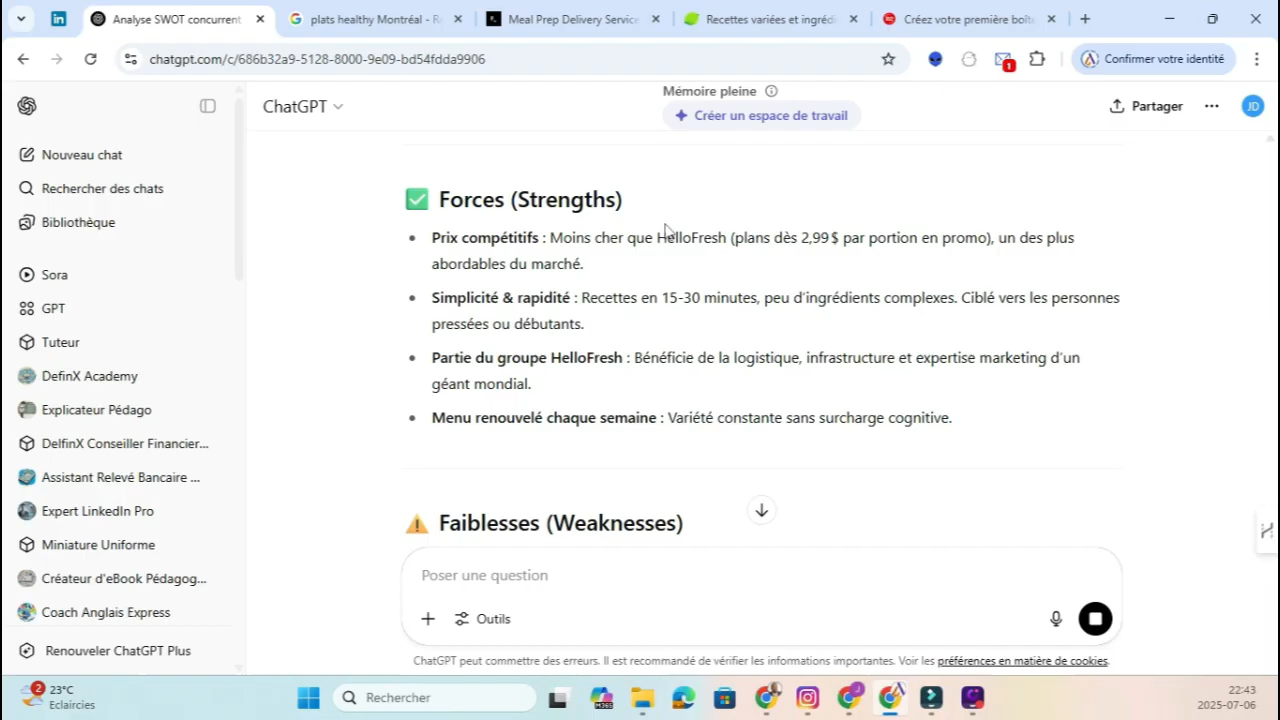 Analyse SWOT concurrent
plats healthy Montréal - R
Meal Prep Delivery Service
Recettes variées et ingréd
Créez votre première boît
chatgpt.com/c/686b32a9-5128-8000-9e09-bd54fdda9906
1
Confirmer votre identité
ChatGPT
Mémoire pleine
Créer un espace de travail
Partager
JD
Nouveau chat
Rechercher des chats
Bibliothèque
Sora
GPT
Tuteur
DefinX Academy
Explicateur Pédago
DelfinX Conseiller Financier...
Assistant Relevé Bancaire ...
Expert LinkedIn Pro
Miniature Uniforme
Créateur d'eBook Pédagog...
Coach Anglais Express
Renouveler ChatGPT Plus
Forces (Strengths)
• Prix compétitifs : Moins cher que HelloFresh (plans dès 2,99 $ par portion en promo), un des plus
abordables du marché.
• Simplicité & rapidité : Recettes en 15-30 minutes, peu d'ingrédients complexes. Ciblé vers les personnes
pressées ou débutants.
• Partie du groupe HelloFresh : Bénéficie de la logistique, infrastructure et expertise marketing d'un
géant mondial.
• Menu renouvelé chaque semaine : Variété constante sans surcharge cognitive.
Faiblesses (Weaknesses)
Poser une question
Outils
ChatGPT peut commettre des erreurs. Il est recommandé de vérifier les informations importantes. Voir les préférences en matière de cookies.
2
23°C
Eclaircies
Rechercher
M365
22:43
2025-07-06